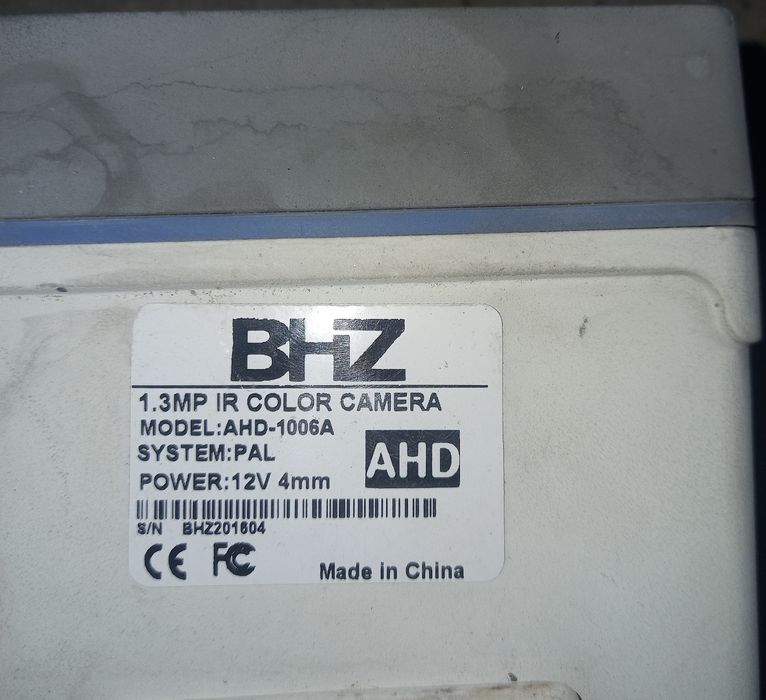 BHZ
1.3MP IR COLOR CAMERA
MODEL:AHD-1006A
SYSTEM:PAL
AHD
POWER:12V 4mm
S/N BHZ201604
CE FC
Made in China